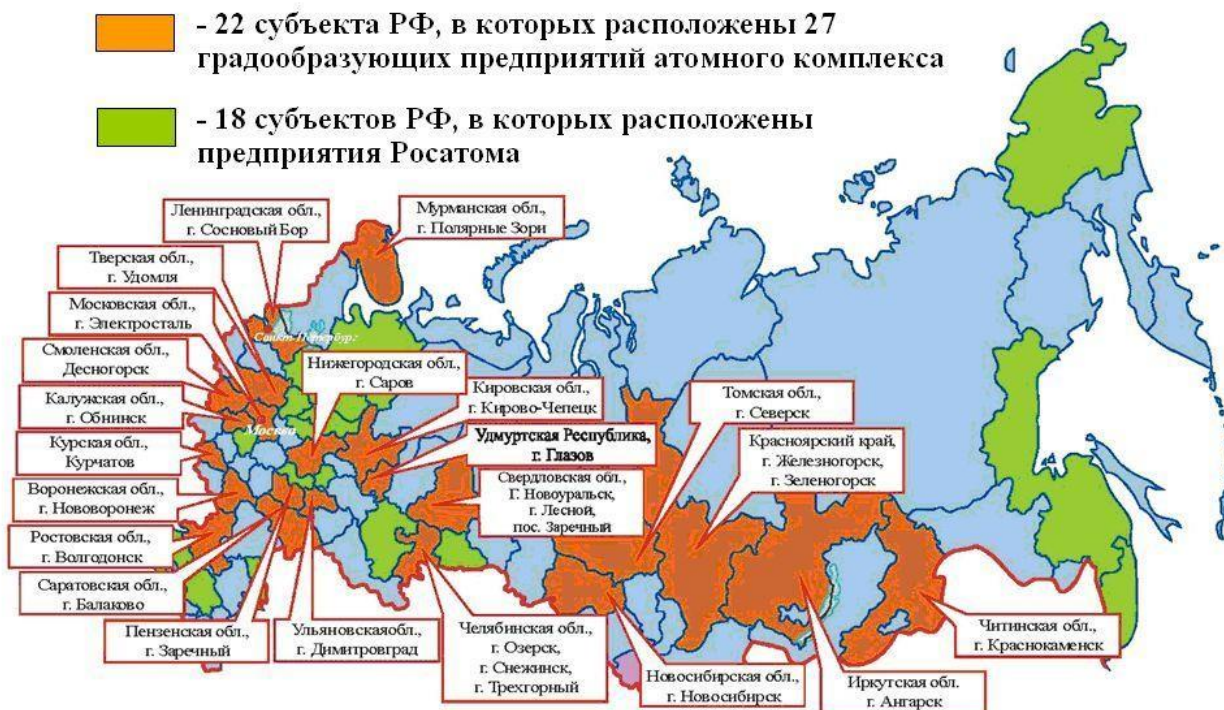 - 22 субъекта РФ, в которых расположены 27
градообразующих предприятий атомного комплекса
- 18 субъектов РФ, в которых расположены
предприятия Росатома
Ленинградская обл.,
г. Сосновый Бор
Мурманская обл.,
г. Полярные Зори
Тверская обл.,
г. Удомля
Московская обл.,
г. Электросталь
Санкт-Петербург
Смоленская обл.,
Десногорск
Нижегородская обл.,
г. Саров
Кировская обл.,
г. Кирово-Чепецк
Томская обл.,
г. Северск
Калужская обл.,
г. Обнинск
Москва
Курская обл.,
Курчатов
Удмуртская Республика,
г. Глазов
Красноярский край,
г. Железногорск,
г. Зеленогорск
Свердловская обл.,
Г. Новоуральск,
г. Лесной,
пос. Заречный
Воронежская обл.,
г. Нововоронеж
Ростовская обл.,
г. Волгодонск
Саратовская обл.,
г. Балаково
Пензенская обл.,
г. Заречный
Ульяновскаяобл.,
г. Димитровград
Челябинская обл.,
г. Озерск,
г. Снежинск,
г. Трехгорный
Новосибирская обл.,
г. Новосибирск
Иркутская обл.
г. Ангарск
Читинская обл.,
г. Краснокаменск